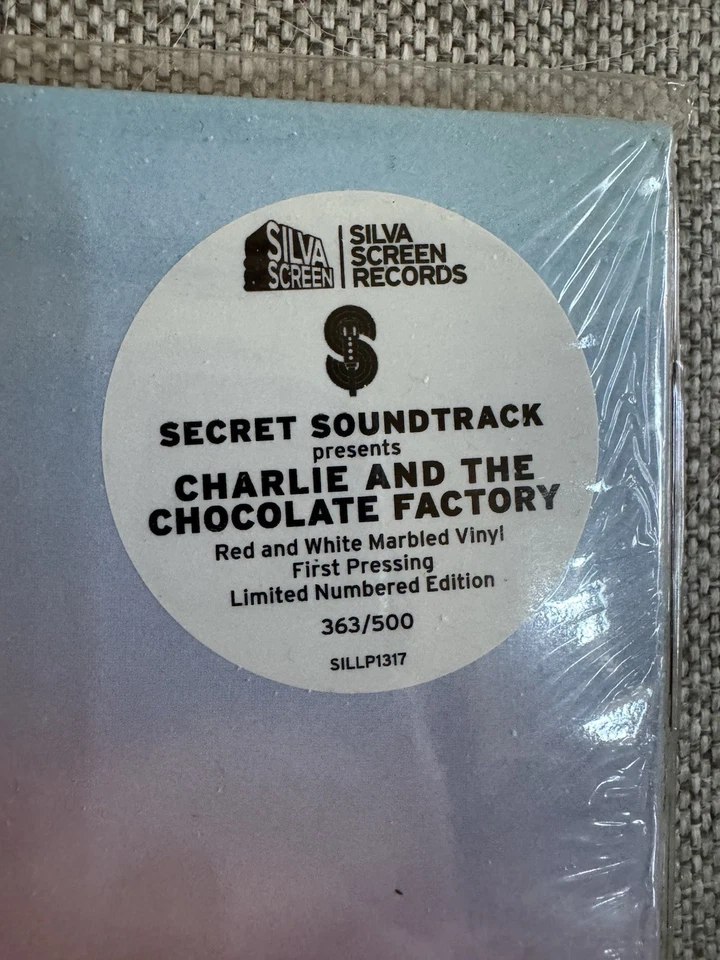 SILVA
SCREEN
SILVA
SCREEN
RECORDS
SECRET SOUNDTRACK
presents
CHARLIE AND THE
CHOCOLATE FACTORY
Red and White Marbled Vinyl
First Pressing
Limited Numbered Edition
363/500
SILLP1317